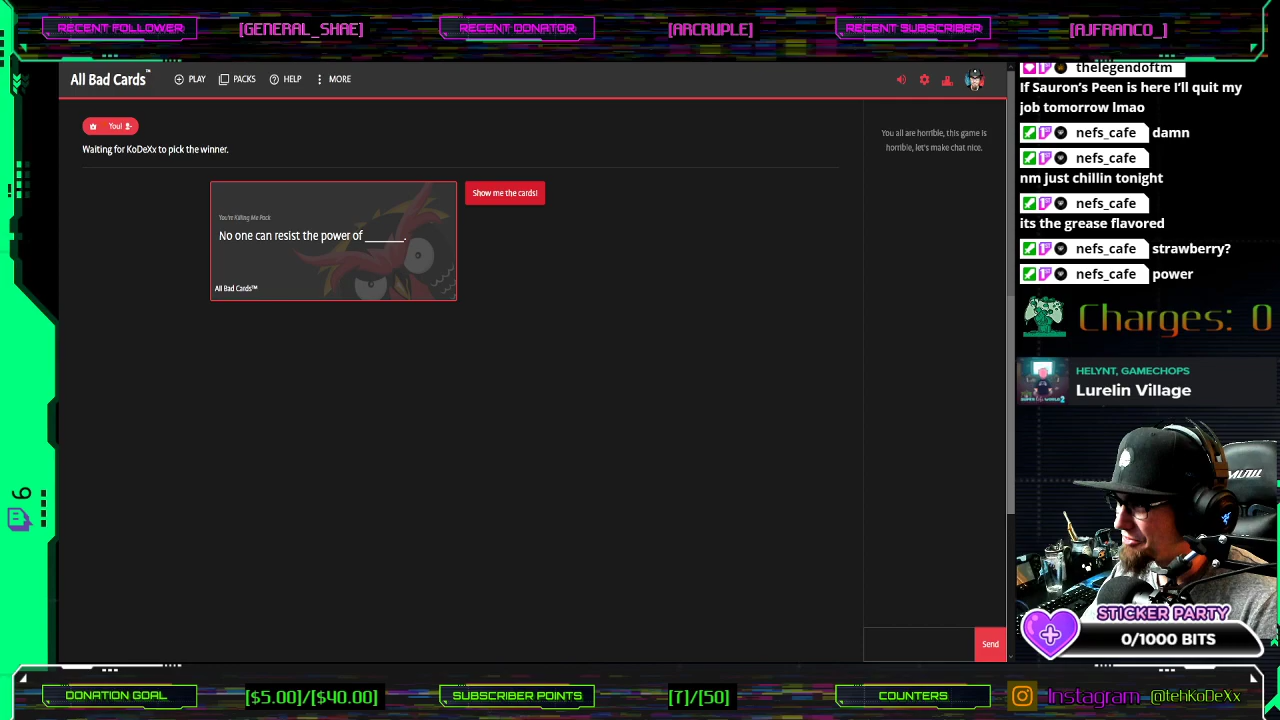 RECENT FOLLOWER [GENERAL_SHAE] RECENT DONATOR [ARCRUPLE] RECENT SUBSCRIBER [AJFRANCO_]
All Bad Cards™ PLAY PACKS HELP MORE
You!
Waiting for KoDeXx to pick the winner.
You're Killing Me Pack
No one can resist the power of _______.
All Bad Cards™
Show me the cards!
You all are horrible, this game is
horrible, let's make chat nice.
Send
thelegendoftm
If Sauron's Peen is here I'll quit my
job tomorrow lmao
nefs_cafe damn
nefs_cafe
nm just chillin tonight
nefs_cafe
its the grease flavored
nefs_cafe strawberry?
nefs_cafe power
Charges: 0
HELYNT, GAMECHOPS
Lurelin Village
6
STICKER PARTY
0/1000 BITS
DONATION GOAL [$5.00]/[$40.00] SUBSCRIBER POINTS [7]/[50] COUNTERS Instagram @tehKoDeXx